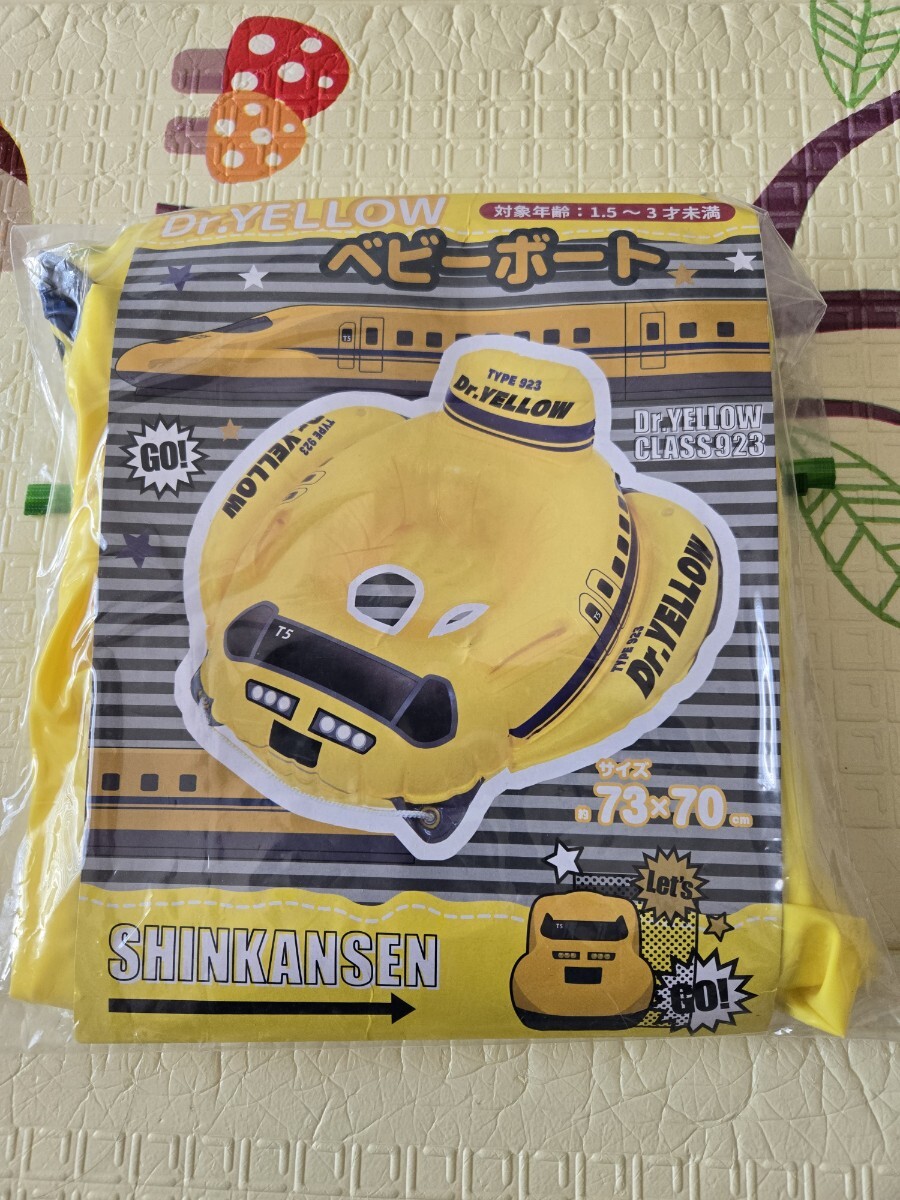 Dr.YELLOW
対象年齢：1.5～3才未満
ベビーボート
T5
TYPE 923
Dr.YELLOW
Dr.YELLOW
CLASS923
GO!
TYPE 923
Dr.YELLOW
T5
T5
TYPE 923
Dr.YELLOW
サイズ
約73×70cm
Let's
GO!
T5
SHINKANSEN